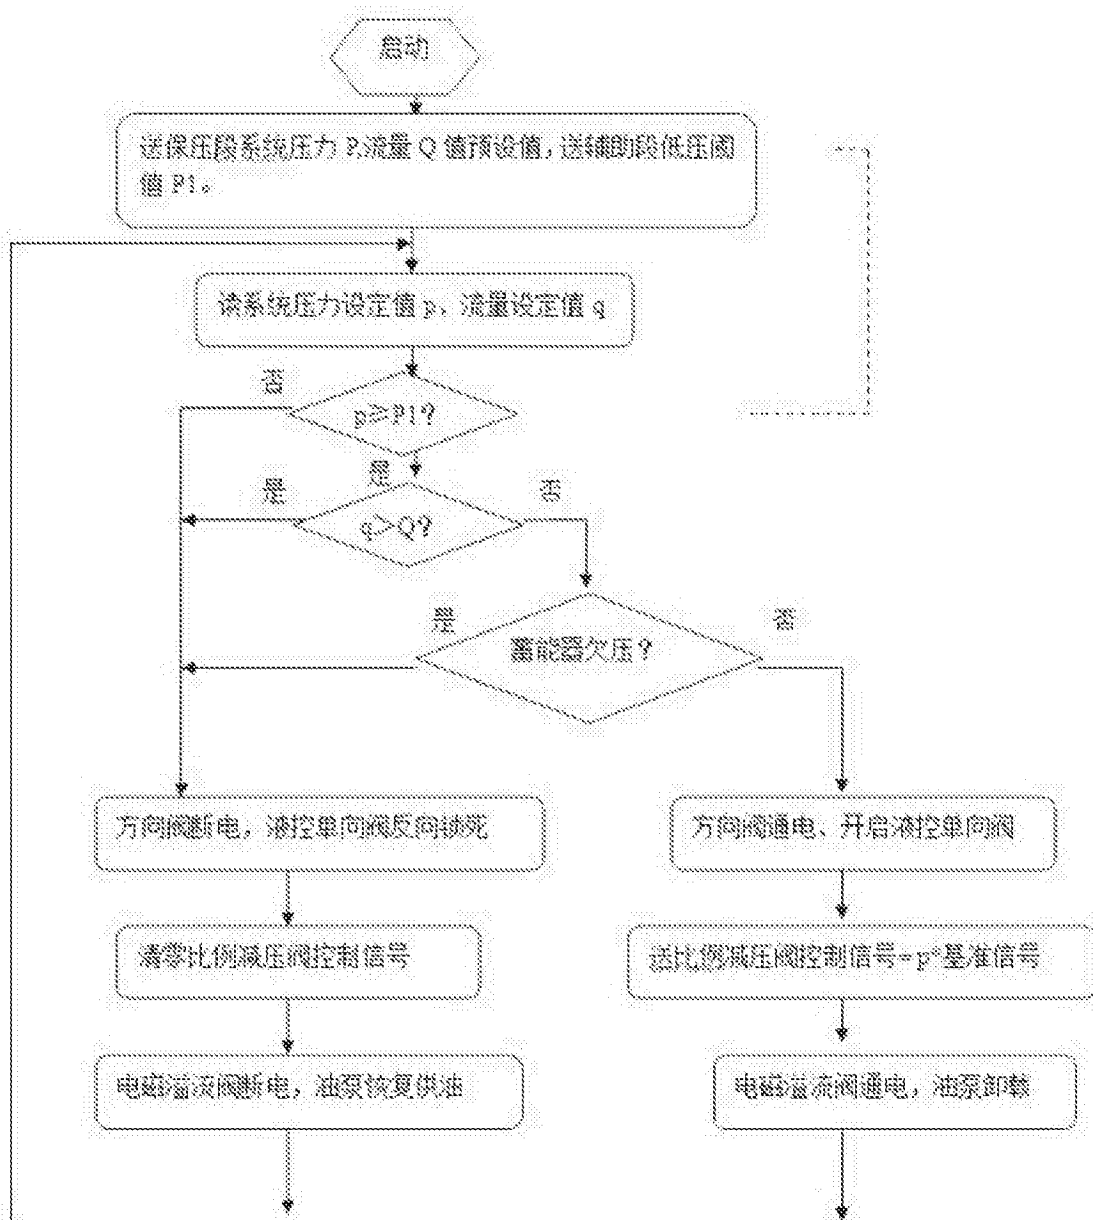 启动
送保压段系统压力 P,流量 Q 值预设值，送辅助段低压阈
值 P1。
读系统压力设定值 p、流量设定值 q
否
p≥P1?
是
是
否
q>Q?
是
否
蓄能器欠压?
方向阀断电，液控单向阀反向锁死
方向阀通电、开启液控单向阀
清零比例减压阀控制信号
送比例减压阀控制信号=p*基准信号
电磁溢流阀断电，油泵恢复供油
电磁溢流阀通电，油泵卸载